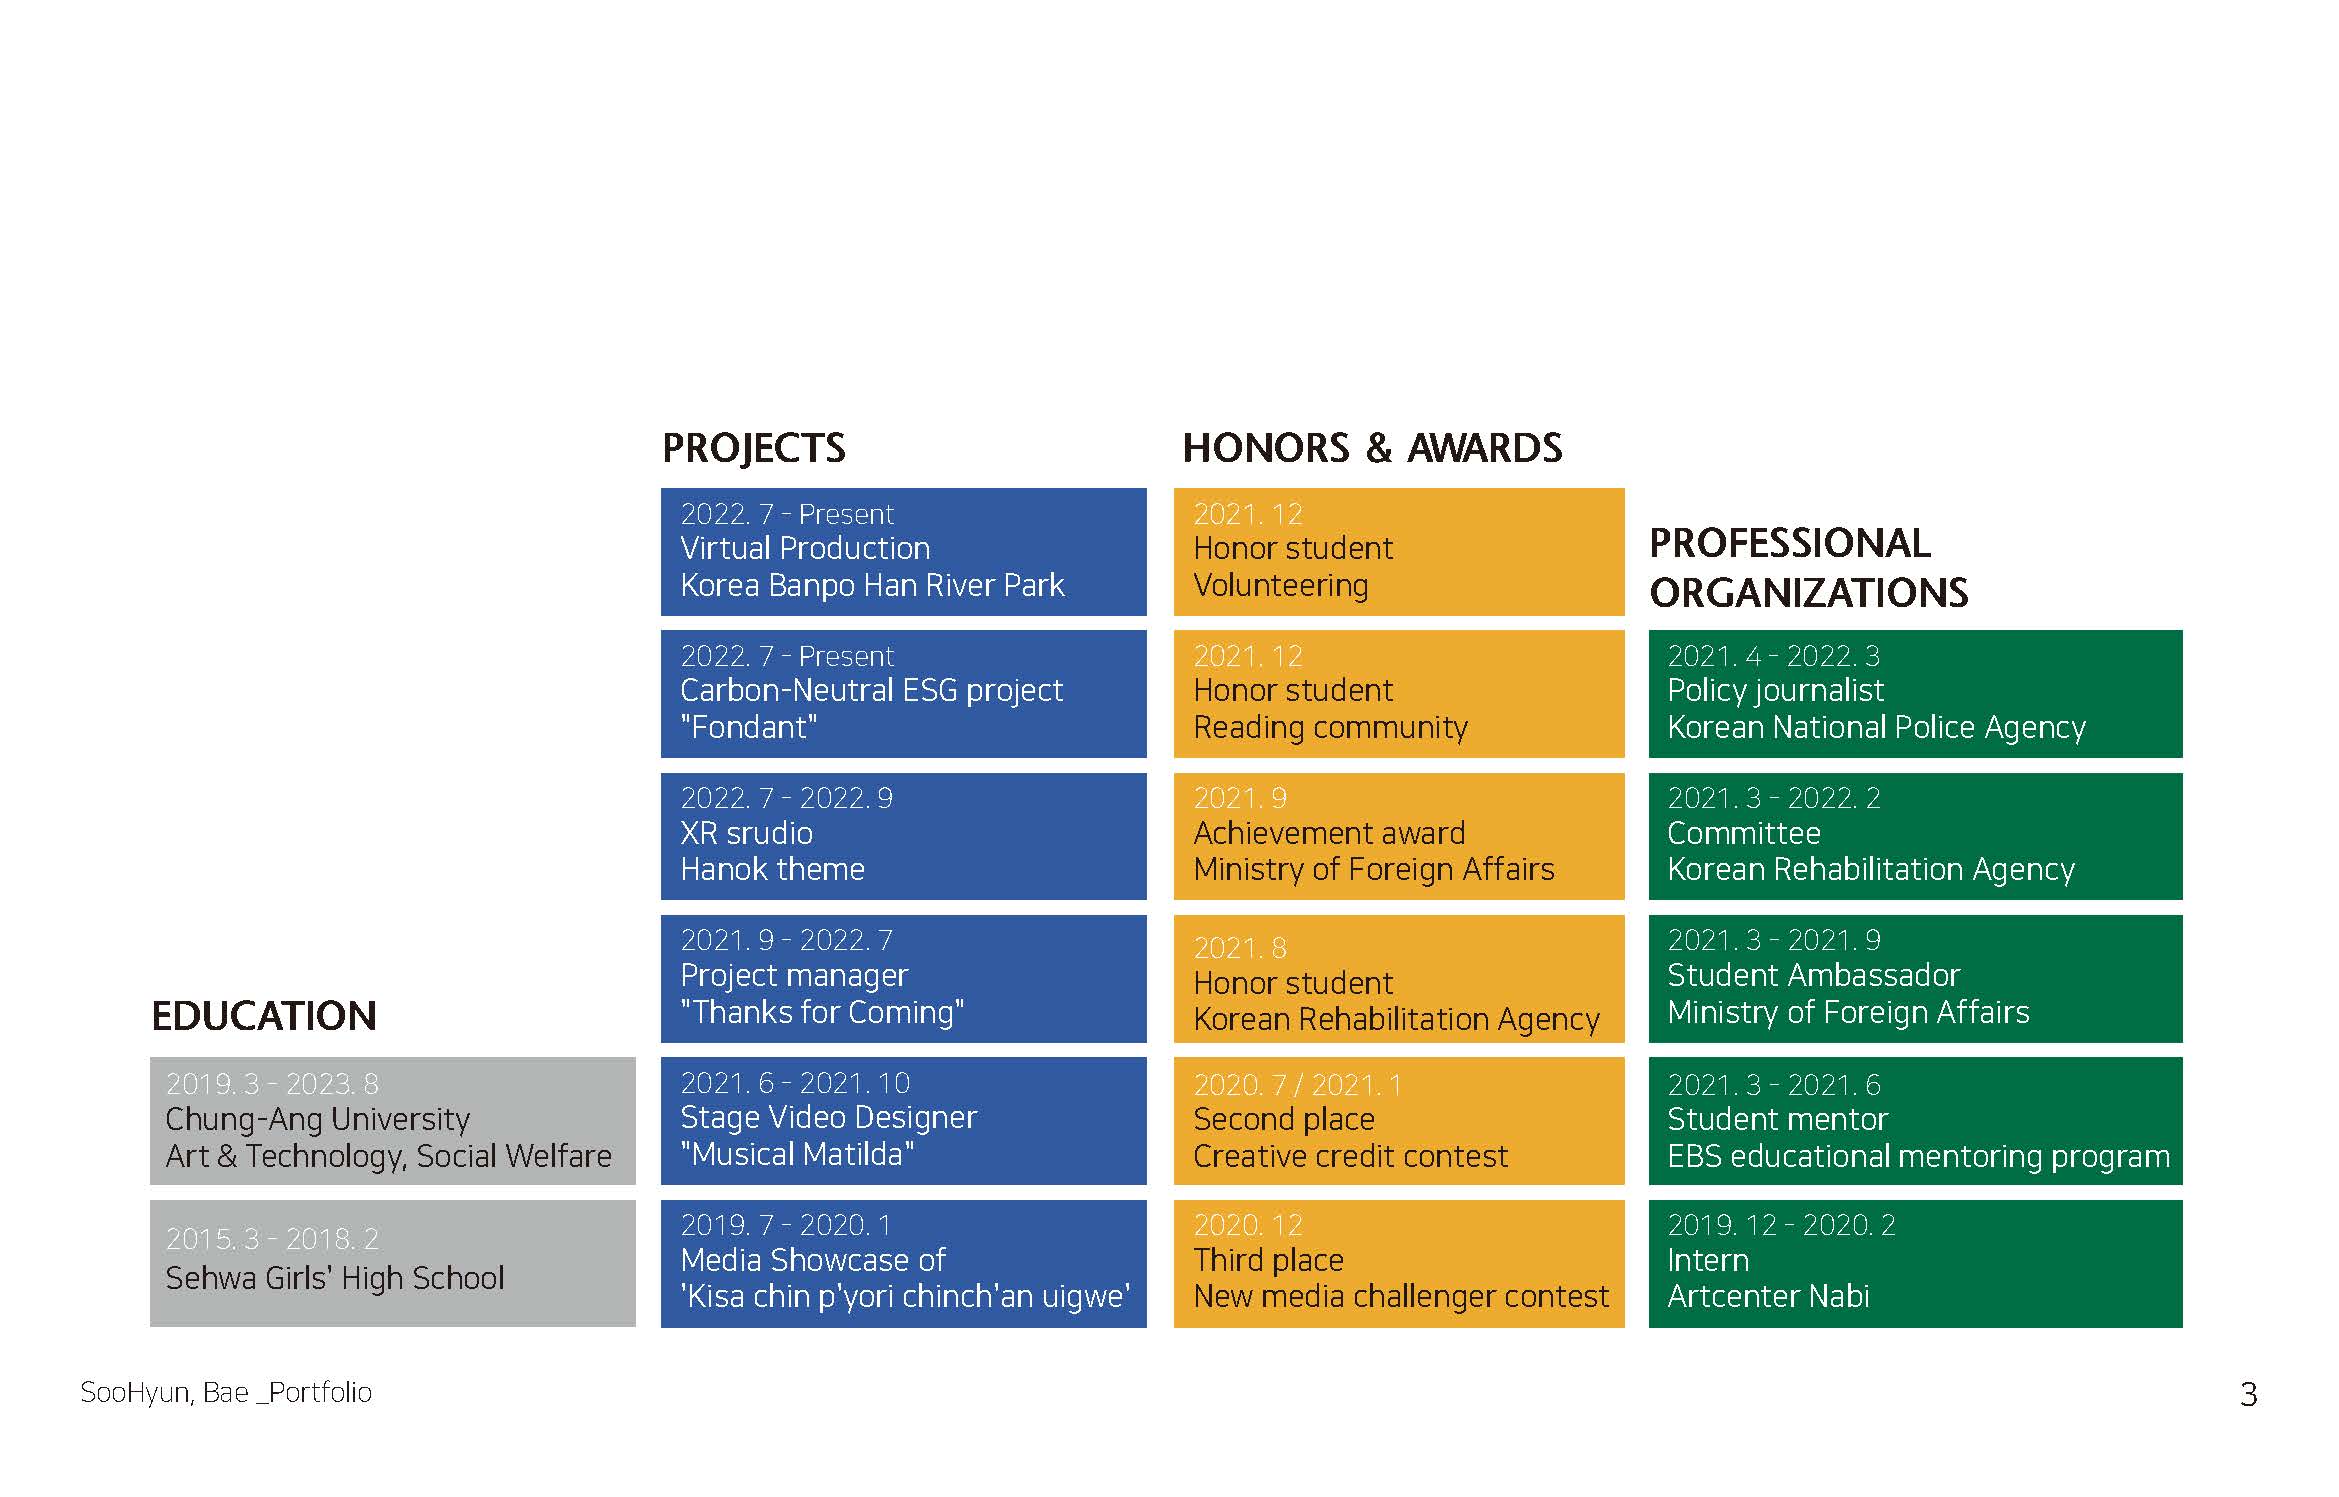 EDUCATION
2019. 3 - 2023. 8
Chung-Ang University
Art & Technology, Social Welfare
2015. 3 - 2018. 2
Sehwa Girls' High School
PROJECTS
2022. 7 - Present
Virtual Production
Korea Banpo Han River Park
2022. 7 - Present
Carbon-Neutral ESG project
"Fondant"
2022. 7 - 2022. 9
XR srudio
Hanok theme
2021. 9 - 2022. 7
Project manager
"Thanks for Coming"
2021. 6 - 2021. 10
Stage Video Designer
"Musical Matilda"
2019. 7 - 2020. 1
Media Showcase of
'Kisa chin p'yori chinch'an uigwe'
HONORS & AWARDS
2021. 12
Honor student
Volunteering
2021. 12
Honor student
Reading community
2021. 9
Achievement award
Ministry of Foreign Affairs
2021. 8
Honor student
Korean Rehabilitation Agency
2020. 7 / 2021. 1
Second place
Creative credit contest
2020. 12
Third place
New media challenger contest
PROFESSIONAL
ORGANIZATIONS
2021. 4 - 2022. 3
Policy journalist
Korean National Police Agency
2021. 3 - 2022. 2
Committee
Korean Rehabilitation Agency
2021. 3 - 2021. 9
Student Ambassador
Ministry of Foreign Affairs
2021. 3 - 2021. 6
Student mentor
EBS educational mentoring program
2019. 12 - 2020. 2
Intern
Artcenter Nabi
SooHyun, Bae _Portfolio
3